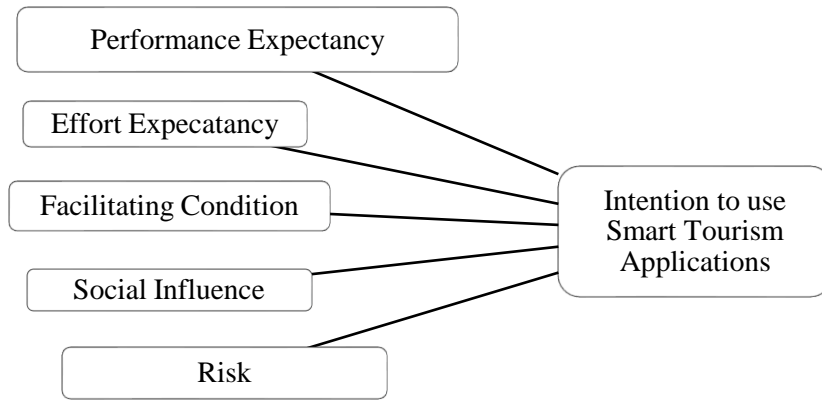 Performance Expectancy
Effort Expecatancy
Facilitating Condition
Social Influence
Risk
Intention to use
Smart Tourism
Applications